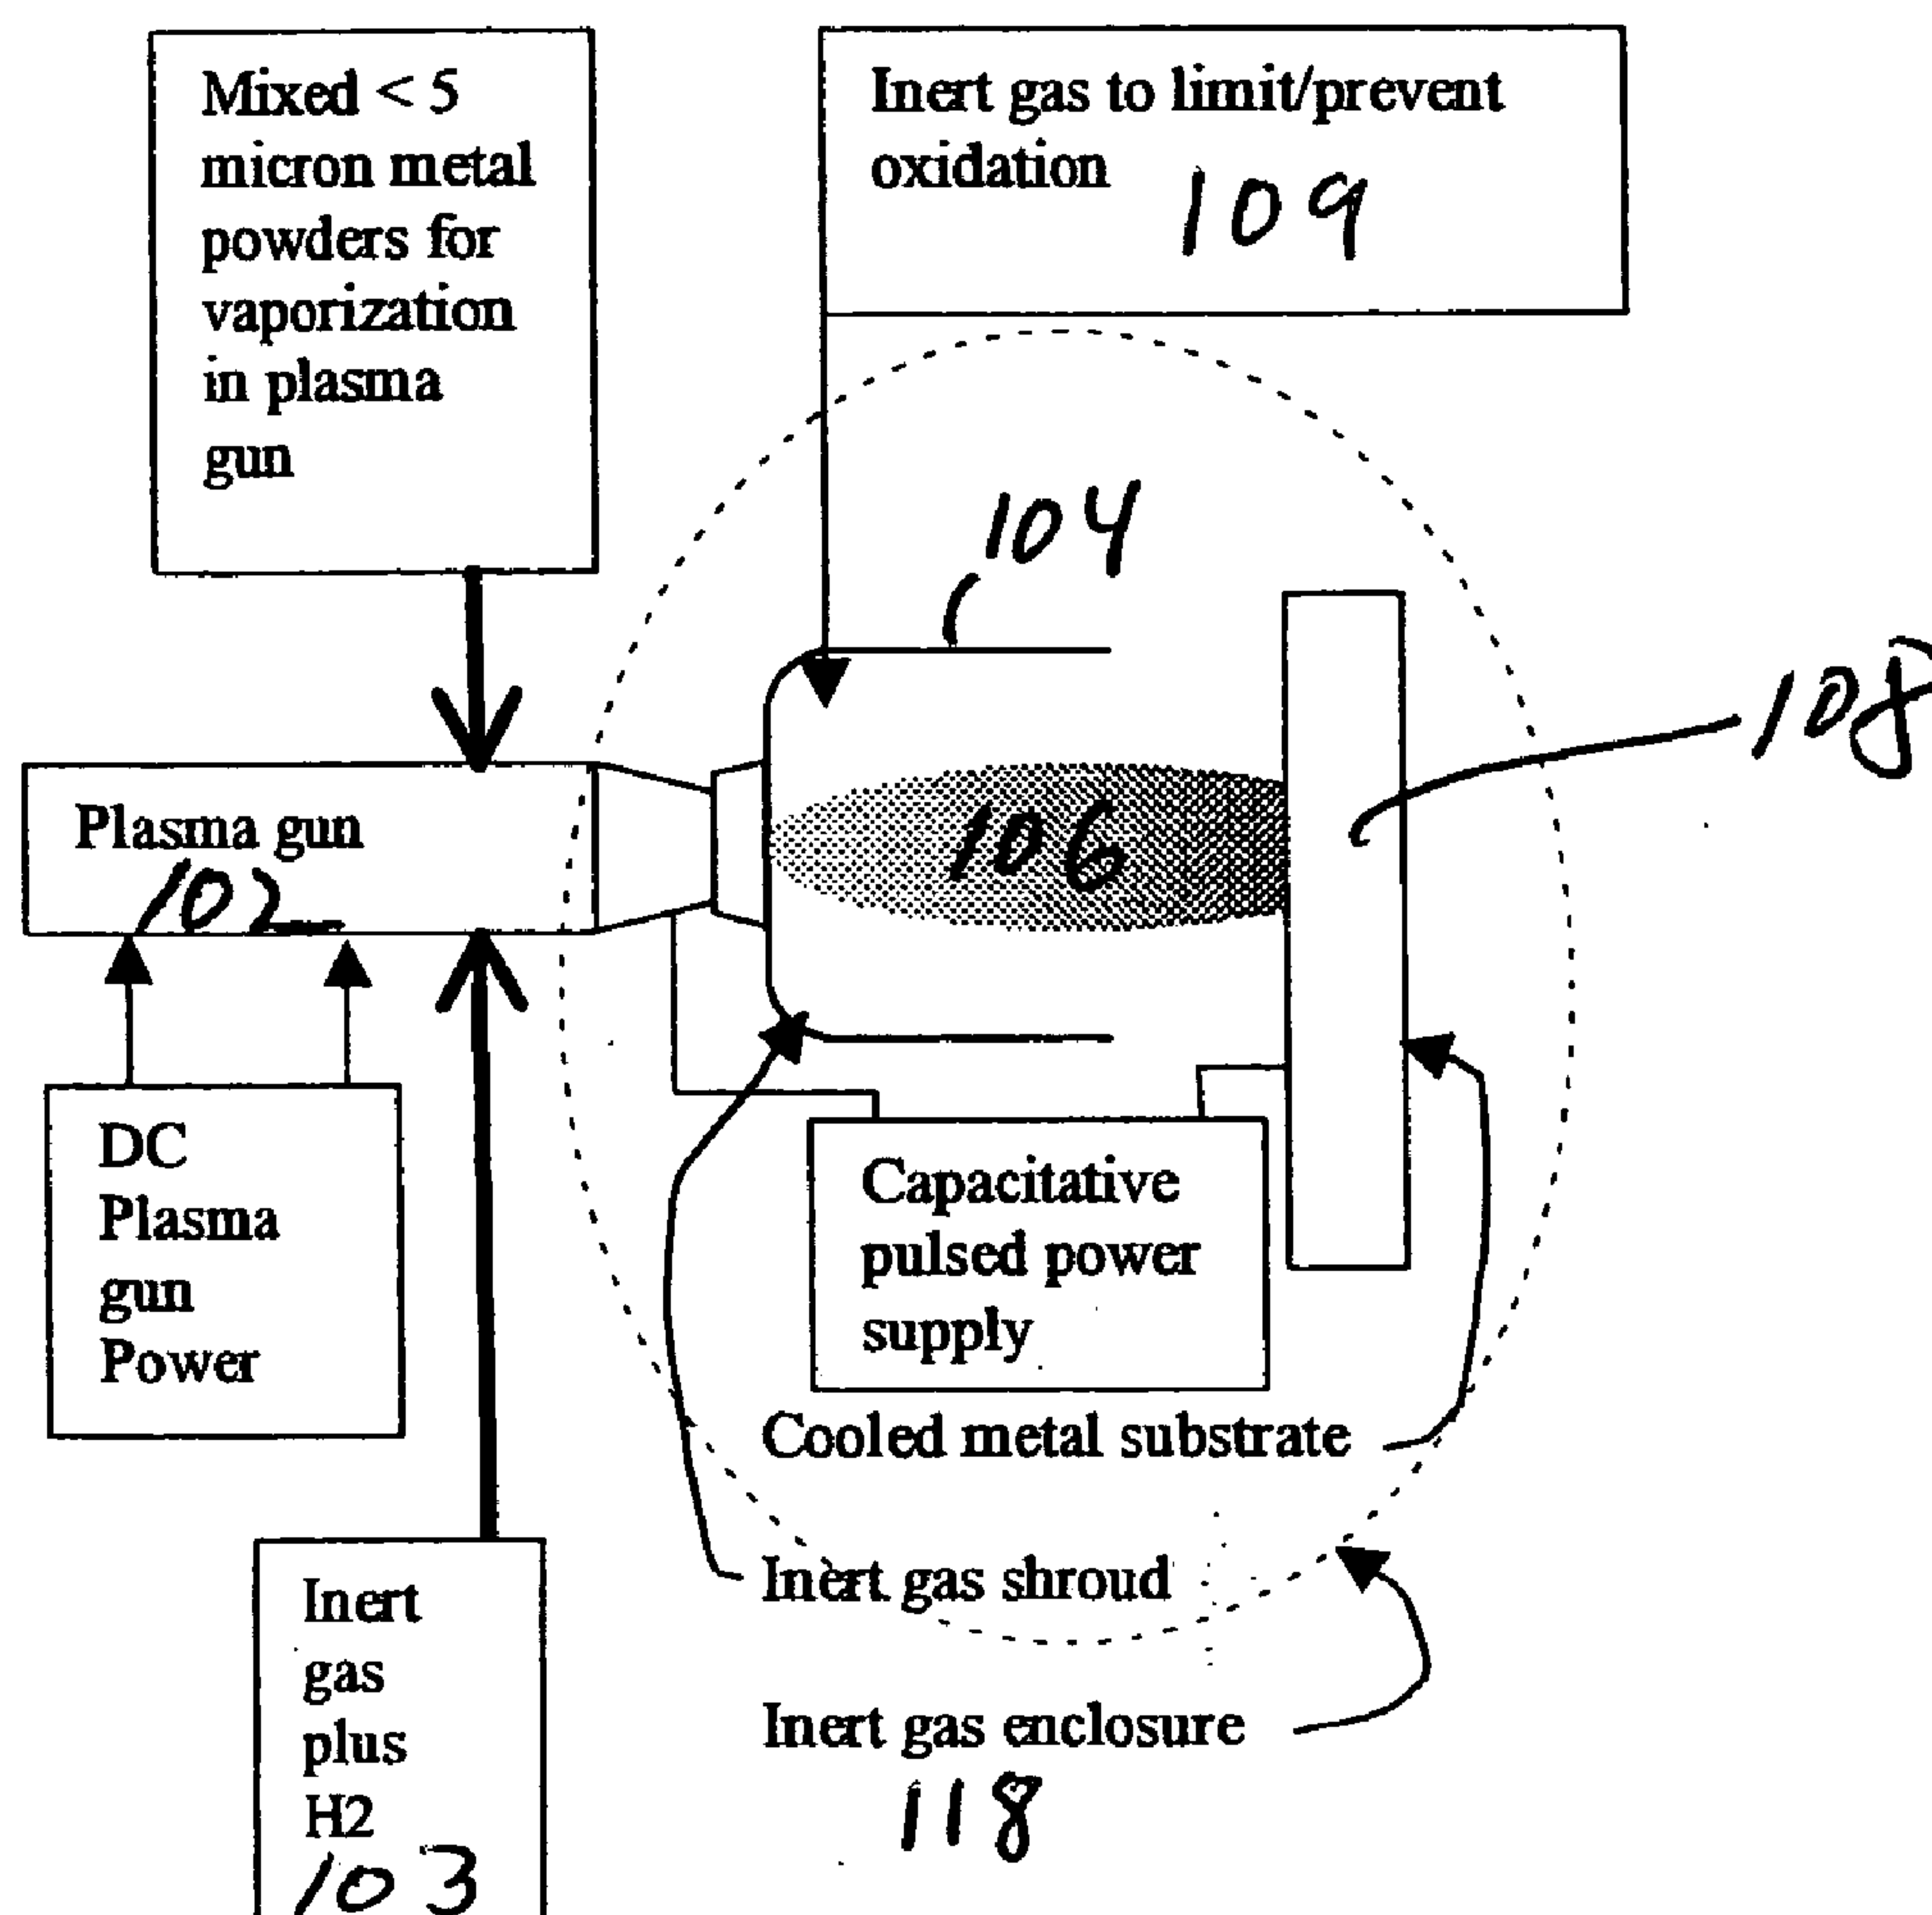 Mixed < 5
micron metal
powders for
vaporization
in plasma
gun
Inert gas to limit/prevent
oxidation
109
104
108
Plasma gun
102
106
DC
Plasma
gun
Power
Capacitative
pulsed power
supply
Cooled metal substrate
Inert gas shroud
Inert gas enclosure
118
Inert
gas
plus
H2
103